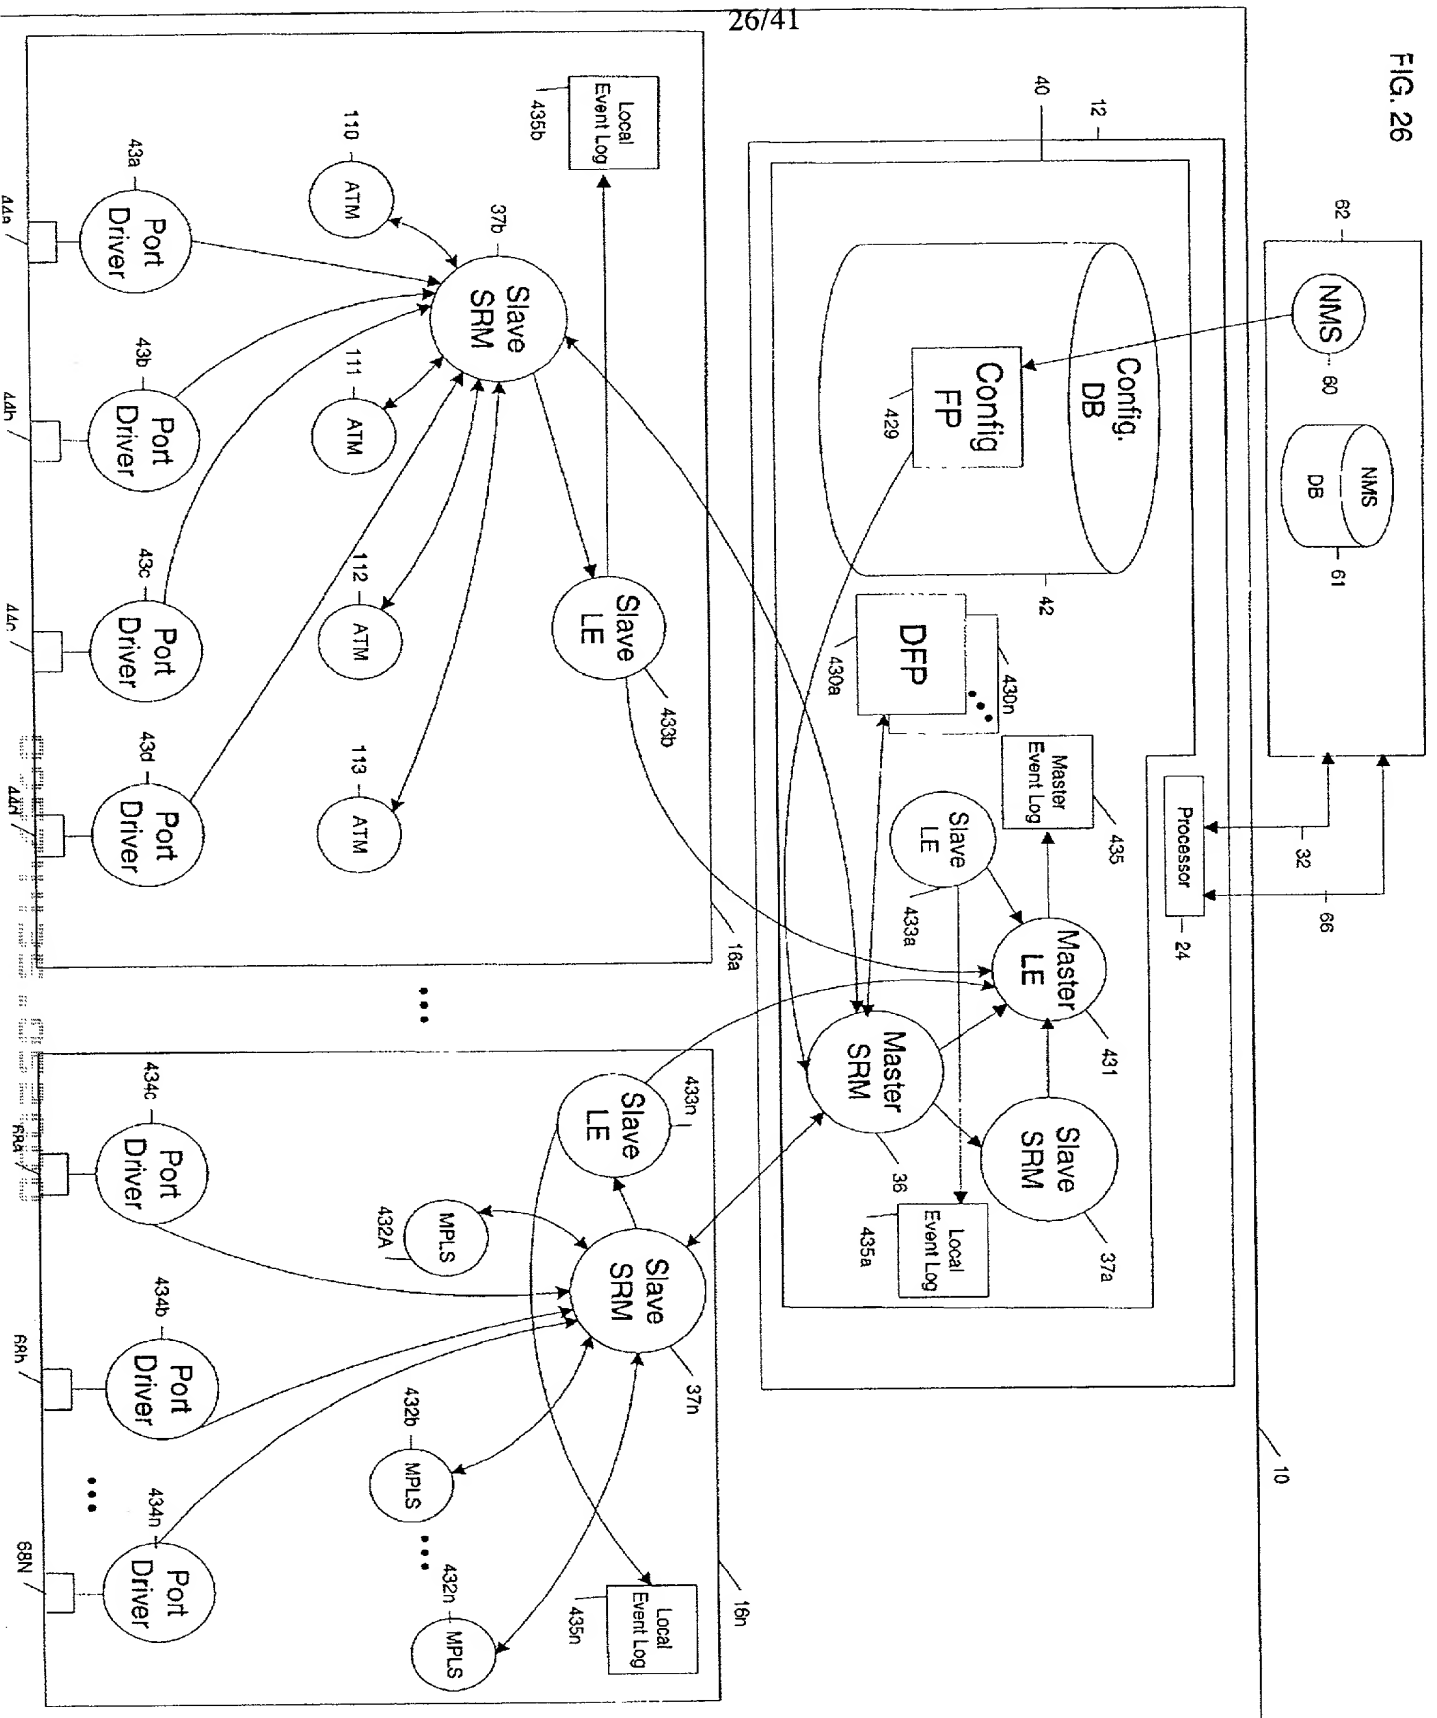 26/41
FIG. 26
62
NMS
60
NMS
DB
61
32
66
10
12
40
Config.
DB
42
Config
FP
429
DFP
430a
430n
Processor
24
Master
Event Log
435
Slave
LE
433a
Master
LE
431
Master
SRM
36
Slave
SRM
37a
Local
Event Log
435a
16a
Local
Event Log
435b
Slave
SRM
37b
Slave
LE
433b
110
ATM
111
ATM
112
ATM
113
ATM
43a
Port
Driver
43b
Port
Driver
43c
Port
Driver
43d
Port
Driver
44a
44b
44c
44d
16n
Slave
LE
433n
Slave
SRM
37n
Local
Event Log
435n
MPLS
432A
432b
MPLS
432n
MPLS
434c
Port
Driver
434b
Port
Driver
434n
Port
Driver
68b
68N